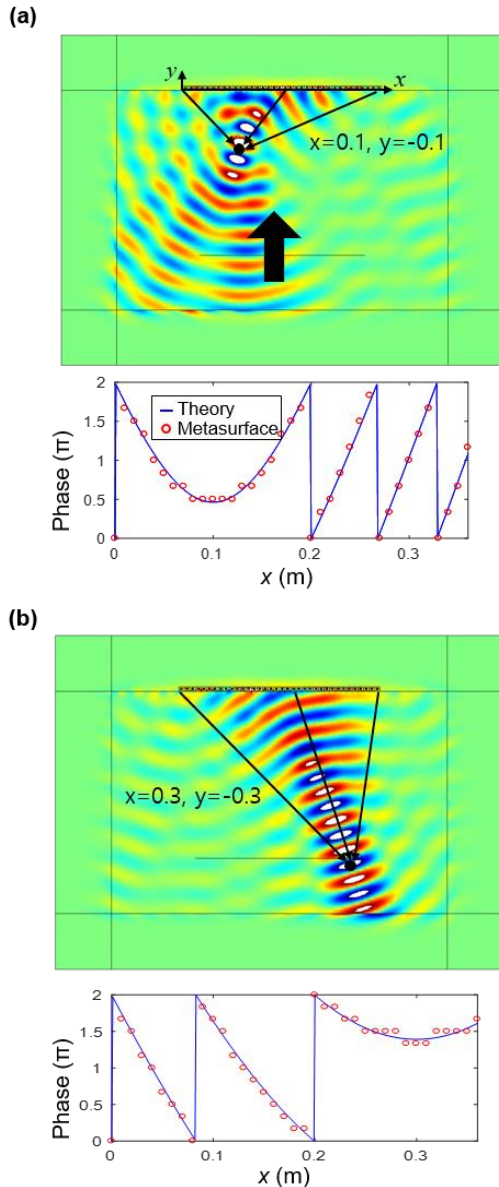 (a)
y
x
x=0.1, y=-0.1
2
1.5
1
0.5
0
Phase (π)
Theory
Metasurface
0 0.1 0.2 0.3
x (m)
(b)
x=0.3, y=-0.3
2
1.5
1
0.5
0
Phase (π)
0 0.1 0.2 0.3
x (m)